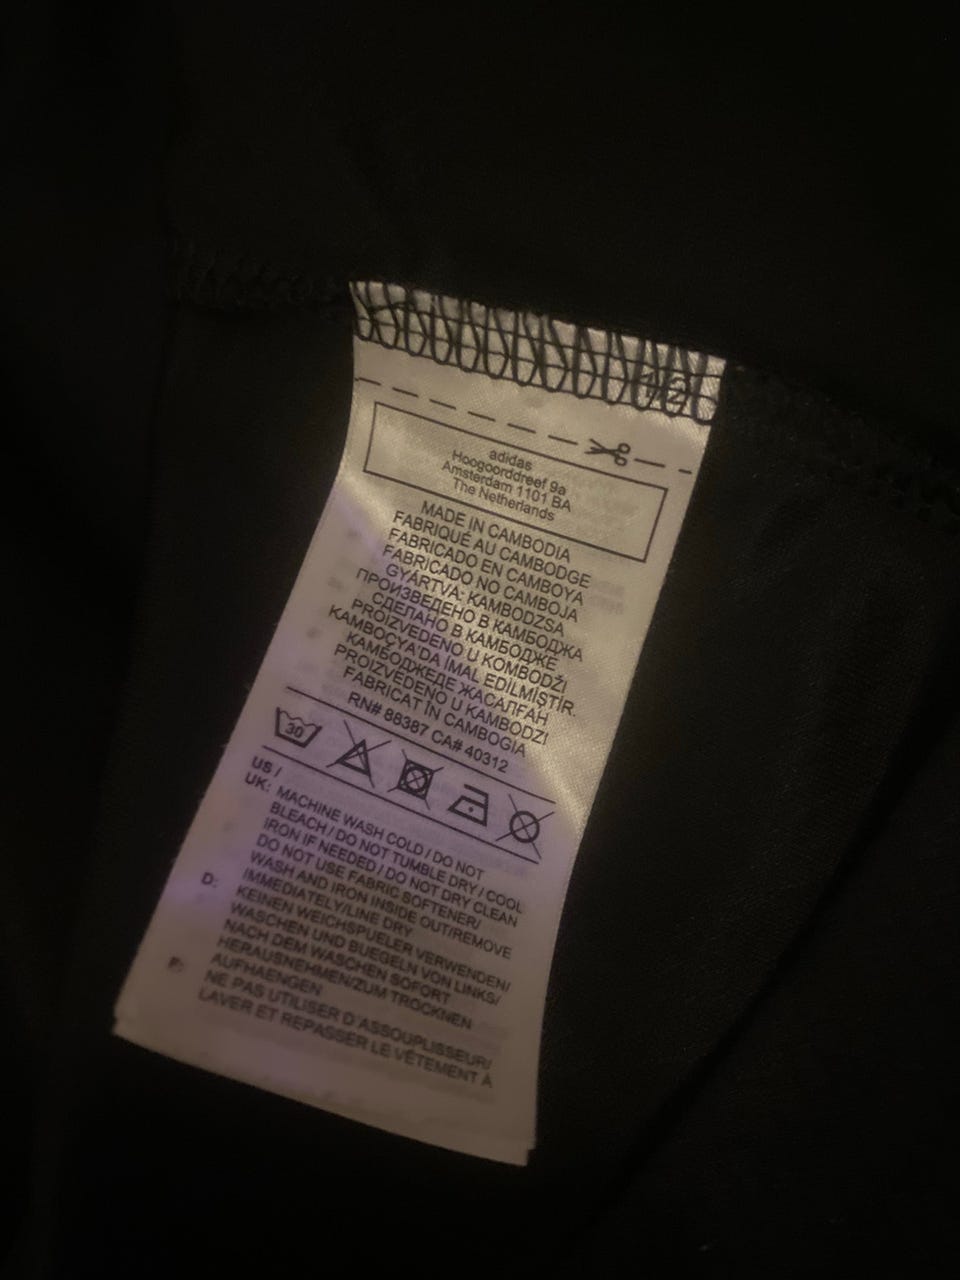 1/2
adidas
Hoogoorddreef 9a
Amsterdam 1101 BA
The Netherlands
MADE IN CAMBODIA
FABRIQUÉ AU CAMBODGE
FABRICADO EN CAMBOYA
FABRICADO NO CAMBOJA
GYÁRTVA: KAMBODZSA
ПРОИЗВЕДЕНО В КАМБОДЖА
СДЕЛАНО В КАМБОДЖЕ
PROIZVEDENO U KOMBODŽI
KAMBOÇYA'DA İMAL EDİLMİŞTİR.
КАМБОДЖЕДЕ ЖАСАЛҒАН
PROIZVEDENO U KAMBODZI
FABRICAT ÎN CAMBOGIA
RN# 88387 CA# 40312
30
US /
UK: MACHINE WASH COLD / DO NOT
BLEACH / DO NOT TUMBLE DRY / COOL
IRON IF NEEDED / DO NOT DRY CLEAN
DO NOT USE FABRIC SOFTENER/
WASH AND IRON INSIDE OUT/REMOVE
IMMEDIATELY/LINE DRY
D: KEINEN WEICHSPUELER VERWENDEN/
WASCHEN UND BUEGELN VON LINKS/
NACH DEM WASCHEN SOFORT
HERAUSNEHMEN/ZUM TROCKNEN
AUFHAENGEN
F: NE PAS UTILISER D'ASSOUPLISSEUR/
LAVER ET REPASSER LE VÊTEMENT À